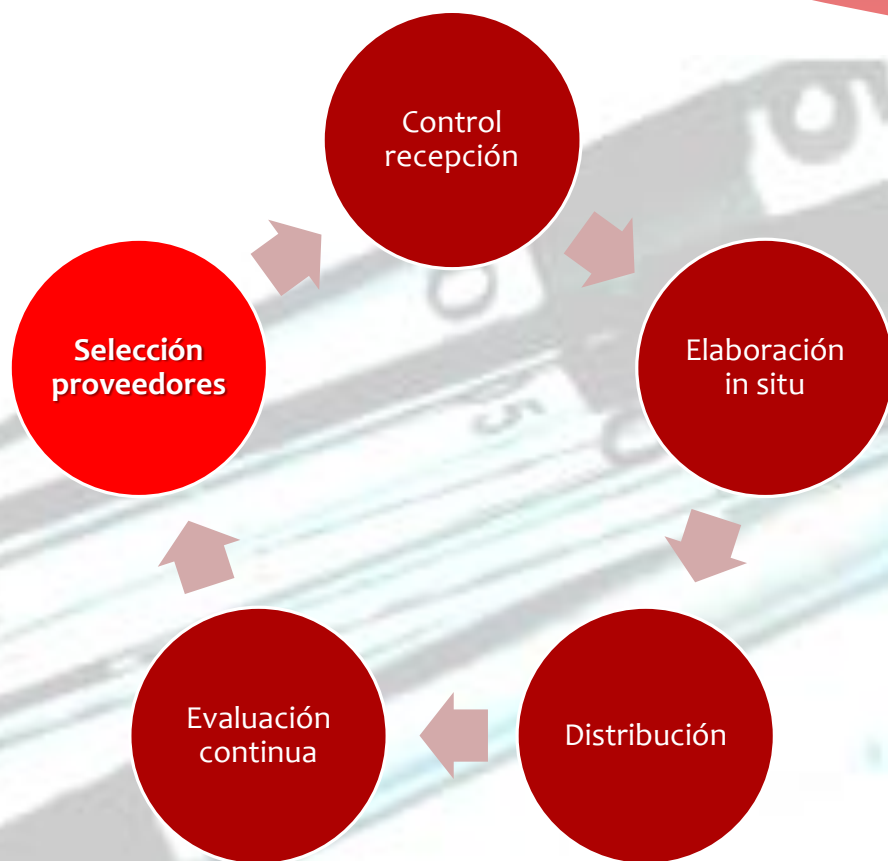 Control
recepción
Selección
proveedores
Elaboración
in situ
Evaluación
continua
Distribución